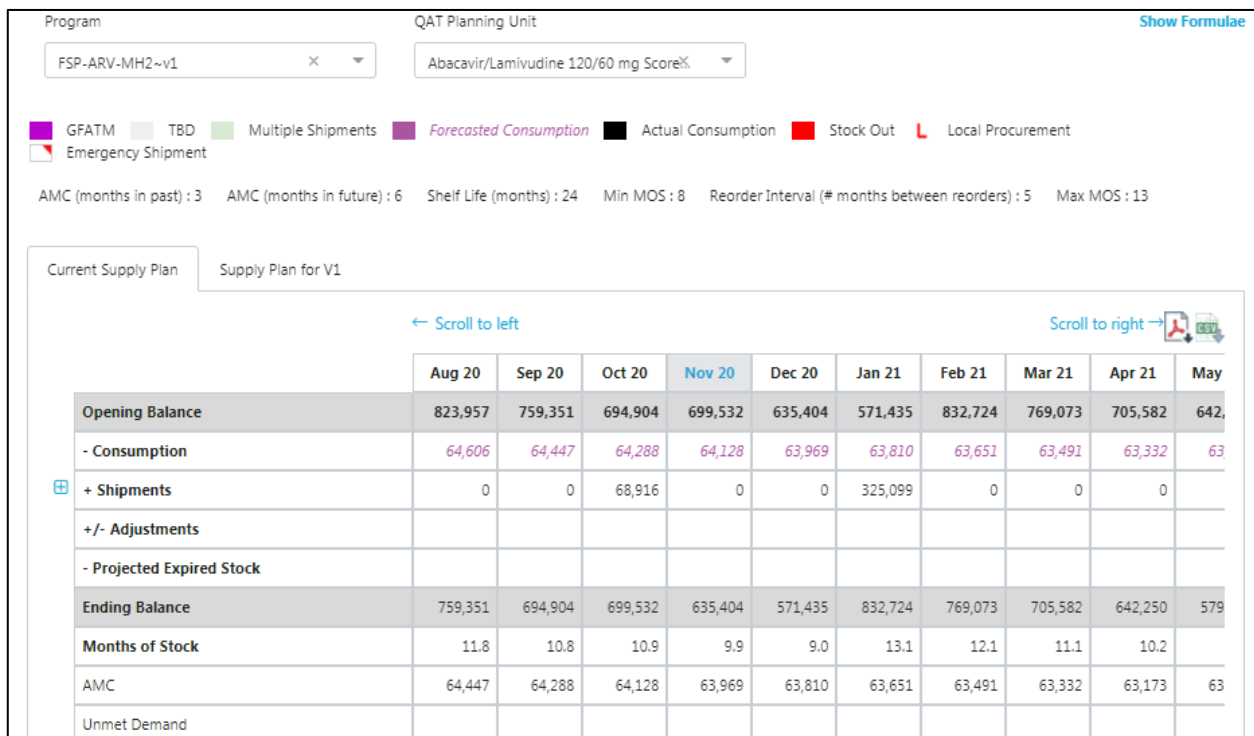 Program QAT Planning Unit Show Formulae
FSP-ARV-MH2~v1 Abacavir/Lamivudine 120/60 mg Score
GFATM TBD Multiple Shipments Forecasted Consumption Actual Consumption Stock Out L Local Procurement
Emergency Shipment
AMC (months in past) : 3 AMC (months in future) : 6 Shelf Life (months) : 24 Min MOS : 8 Reorder Interval (# months between reorders) : 5 Max MOS : 13
Current Supply Plan Supply Plan for V1
← Scroll to left Scroll to right → CSV
Aug 20 Sep 20 Oct 20 Nov 20 Dec 20 Jan 21 Feb 21 Mar 21 Apr 21 May
Opening Balance 823,957 759,351 694,904 699,532 635,404 571,435 832,724 769,073 705,582 642,
- Consumption 64,606 64,447 64,288 64,128 63,969 63,810 63,651 63,491 63,332 63
+ Shipments 0 0 68,916 0 0 325,099 0 0 0
+/- Adjustments
- Projected Expired Stock
Ending Balance 759,351 694,904 699,532 635,404 571,435 832,724 769,073 705,582 642,250 579
Months of Stock 11.8 10.8 10.9 9.9 9.0 13.1 12.1 11.1 10.2
AMC 64,447 64,288 64,128 63,969 63,810 63,651 63,491 63,332 63,173 63
Unmet Demand